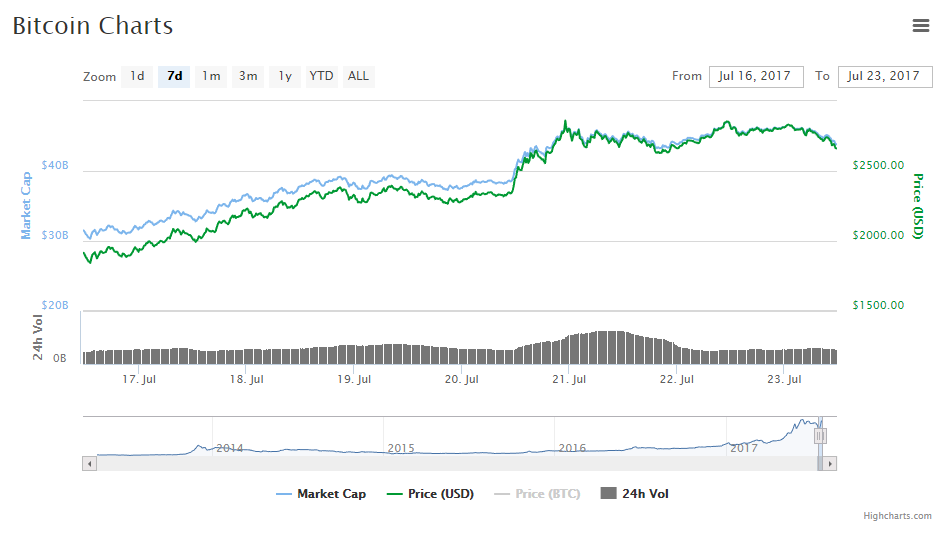 Bitcoin Charts
Zoom 1d 7d 1m 3m 1y YTD ALL From Jul 16, 2017 To Jul 23, 2017
$40B $2500.00
Market Cap
Price (USD)
$30B $2000.00
$20B $1500.00
24h Vol
0B
17. Jul 18. Jul 19. Jul 20. Jul 21. Jul 22. Jul 23. Jul
2014 2015 2016 2017
Market Cap Price (USD) Price (BTC) 24h Vol
Highcharts.com